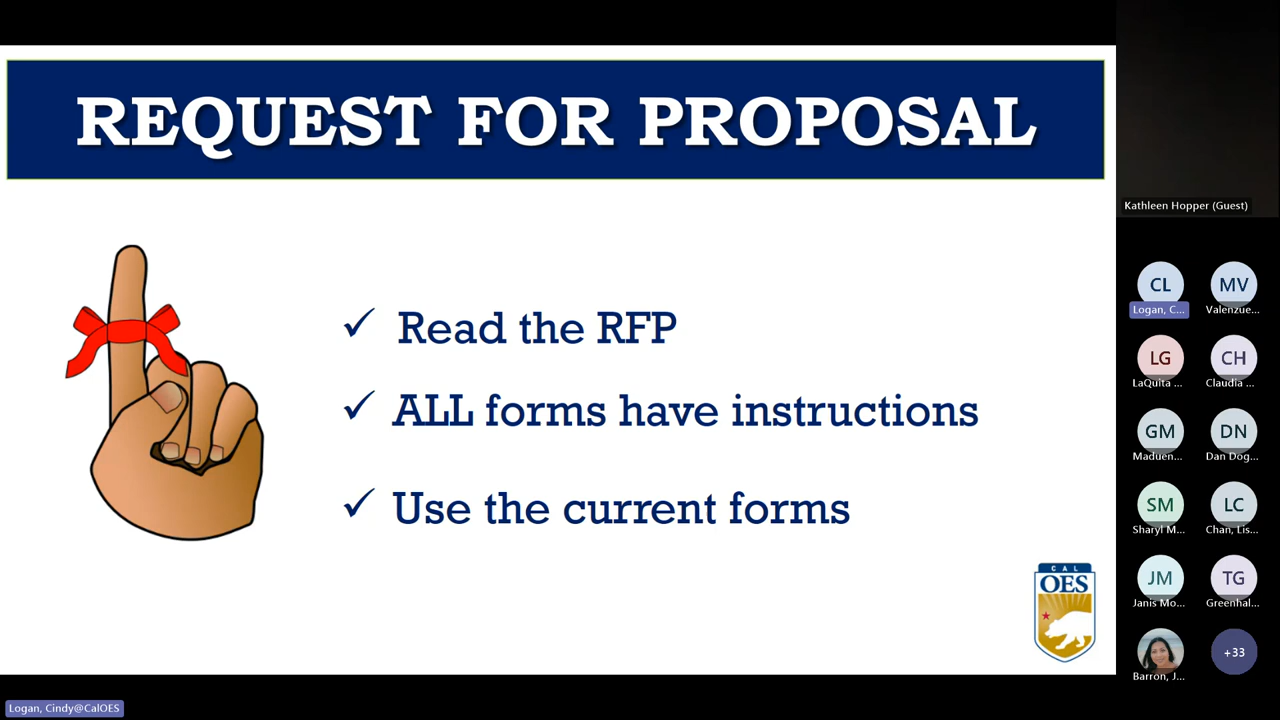 REQUEST FOR PROPOSAL
Read the RFP
ALL forms have instructions
Use the current forms
CAL
OES
Kathleen Hopper (Guest)
CL
Logan, C...
MV
Valenzue...
LG
LaQuita ...
CH
Claudia ...
GM
Maduen...
DN
Dan Dog...
SM
Sharyl M...
LC
Chan, Lis...
JM
Janis Mo...
TG
Greenhal...
Barron, J...
+33
Logan, Cindy@CalOES